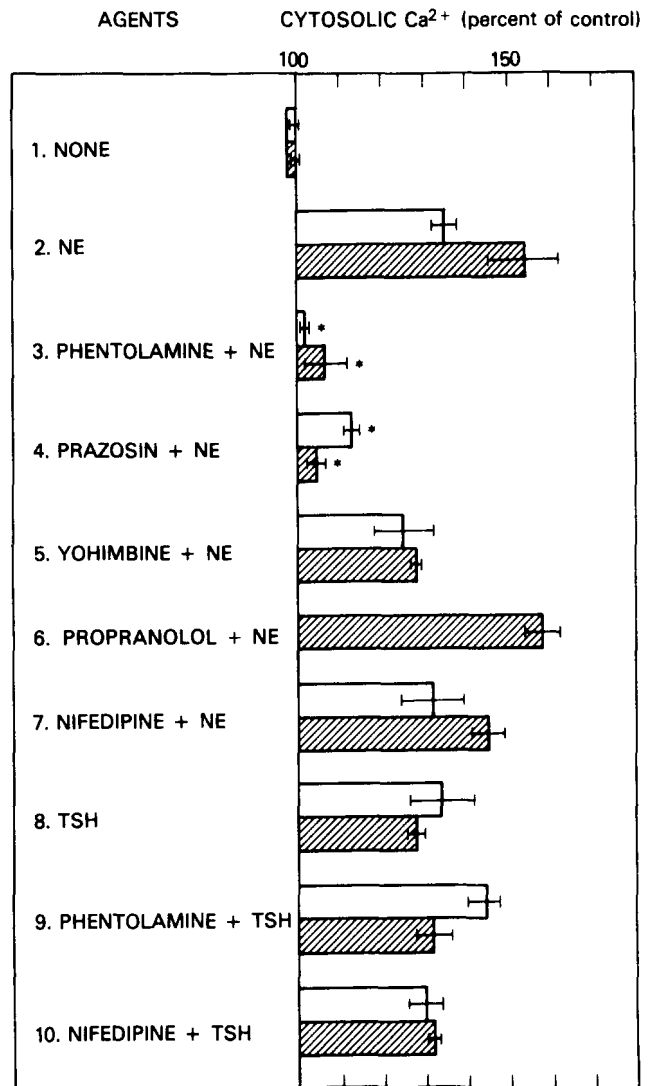 AGENTS CYTOSOLIC Ca²⁺ (percent of control)
100 150
1. NONE
2. NE
3. PHENTOLAMINE + NE
*
*
4. PRAZOSIN + NE
*
*
5. YOHIMBINE + NE
6. PROPRANOLOL + NE
7. NIFEDIPINE + NE
8. TSH
9. PHENTOLAMINE + TSH
10. NIFEDIPINE + TSH